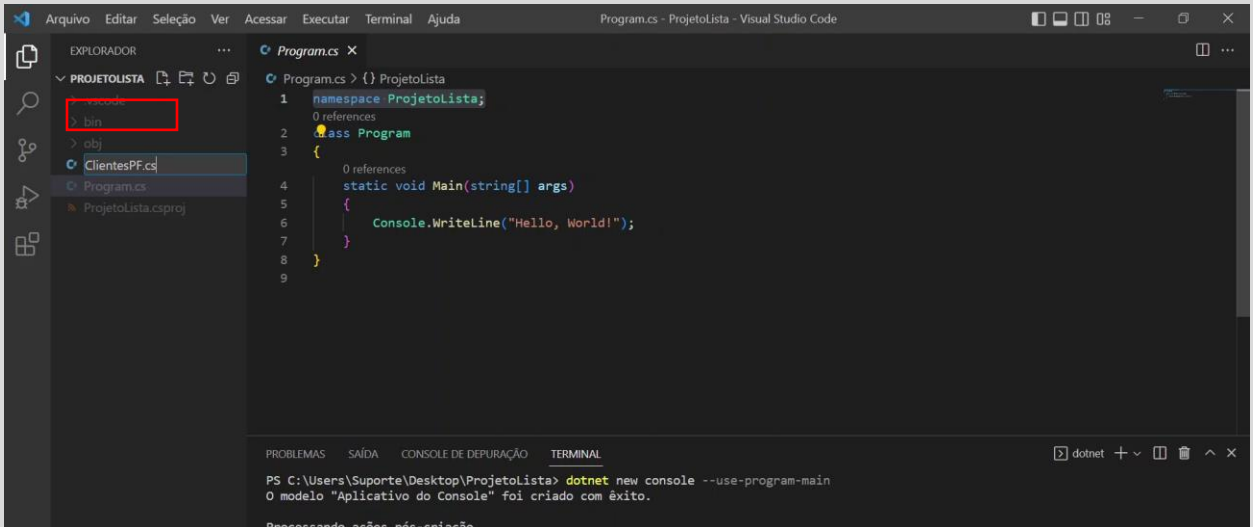 Arquivo Editar Seleção Ver Acessar Executar Terminal Ajuda Program.cs - ProjetoLista - Visual Studio Code
EXPLORADOR
PROJETOLISTA
.vscode
bin
obj
ClientesPF.cs
Program.cs
ProjetoLista.csproj
Program.cs
Program.cs > {} ProjetoLista
1 namespace ProjetoLista;
0 references
2 class Program
3 {
0 references
4 static void Main(string[] args)
5 {
6 Console.WriteLine("Hello, World!");
7 }
8 }
9
PROBLEMAS SAÍDA CONSOLE DE DEPURAÇÃO TERMINAL dotnet
PS C:\Users\Suporte\Desktop\ProjetoLista> dotnet new console --use-program-main
O modelo "Aplicativo do Console" foi criado com êxito.
Processando ações pós-criação